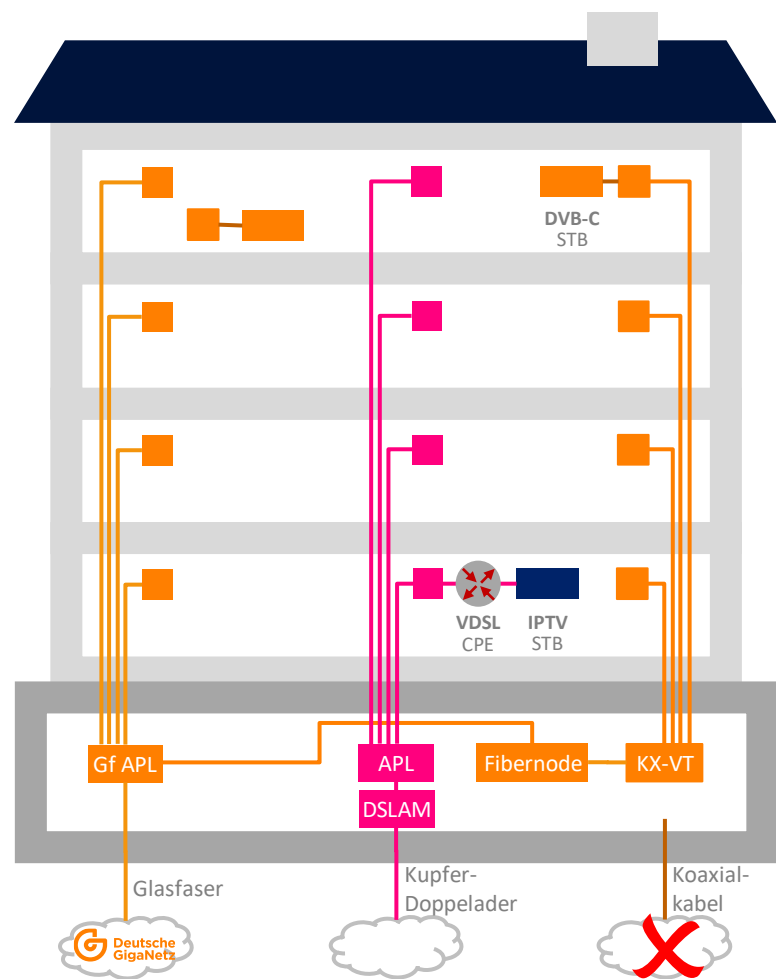 DVB-C
STB
VDSL
CPE
IPTV
STB
Gf APL
APL
Fibernode
KX-VT
DSLAM
Glasfaser
Kupfer-
Doppelader
Koaxial-
kabel
Deutsche
GigaNetz